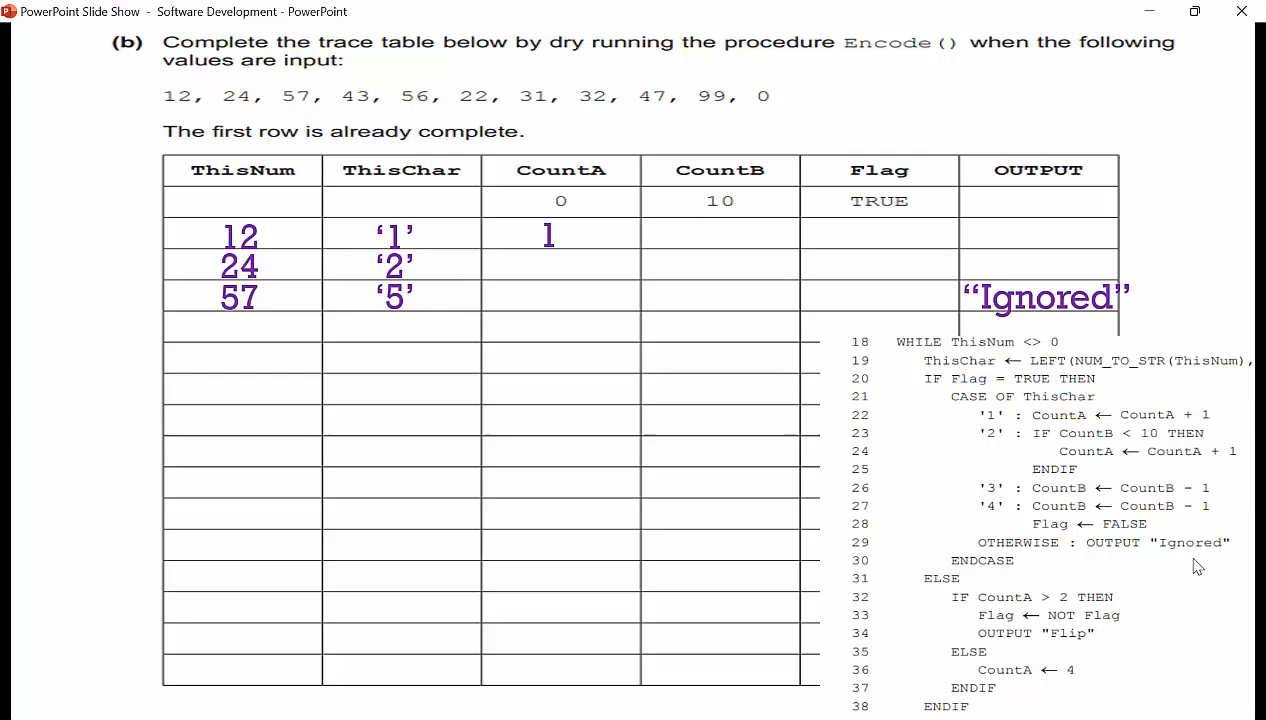 PowerPoint Slide Show - Software Development - PowerPoint
(b) Complete the trace table below by dry running the procedure Encode() when the following
values are input:
12, 24, 57, 43, 56, 22, 31, 32, 47, 99, 0
The first row is already complete.
ThisNum ThisChar CountA CountB Flag OUTPUT
0 10 TRUE
12 ‘1’ 1
24 ‘2’
57 ‘5’ “Ignored”
18 WHILE ThisNum <> 0
19 ThisChar ← LEFT(NUM_TO_STR(ThisNum),
20 IF Flag = TRUE THEN
21 CASE OF ThisChar
22 '1' : CountA ← CountA + 1
23 '2' : IF CountB < 10 THEN
24 CountA ← CountA + 1
25 ENDIF
26 '3' : CountB ← CountB - 1
27 '4' : CountB ← CountB - 1
28 Flag ← FALSE
29 OTHERWISE : OUTPUT "Ignored"
30 ENDCASE
31 ELSE
32 IF CountA > 2 THEN
33 Flag ← NOT Flag
34 OUTPUT "Flip"
35 ELSE
36 CountA ← 4
37 ENDIF
38 ENDIF